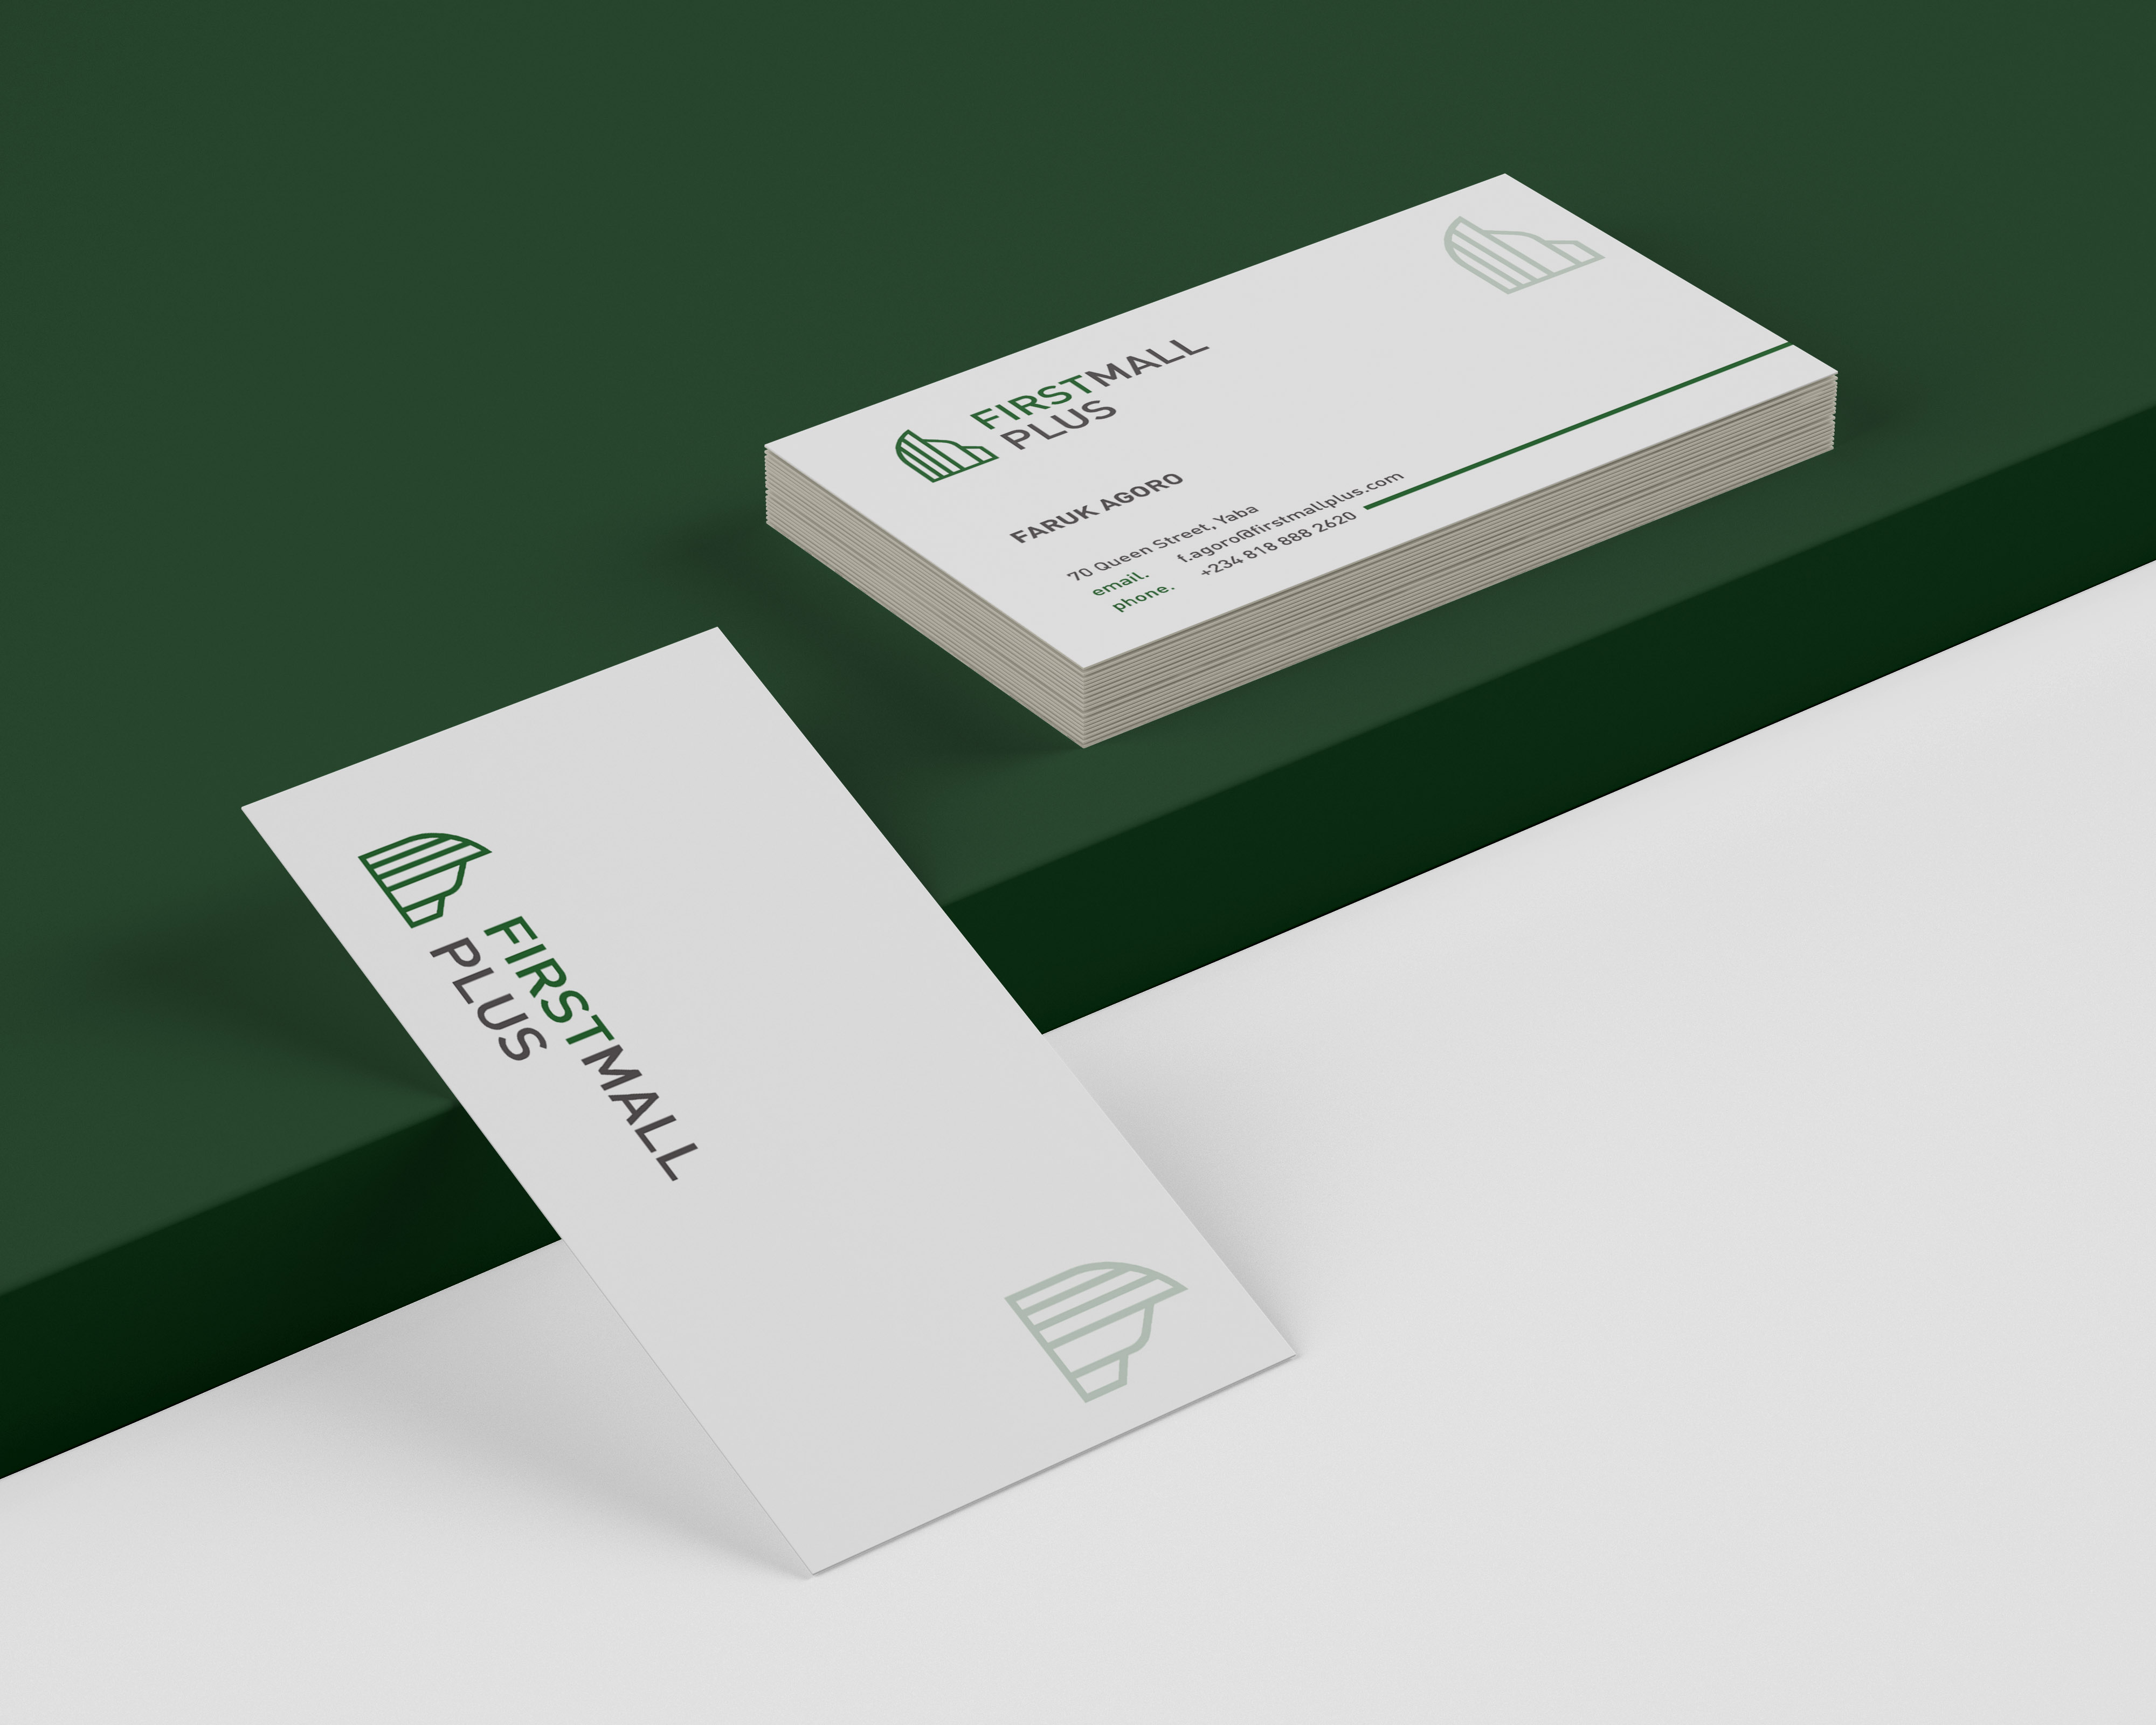 FIRSTMALL
PLUS
FARUK AGORO
70 Queen Street, Yaba
email. f.agoro@firstmallplus.com
phone. +234 818 888 2620
FIRSTMALL
PLUS